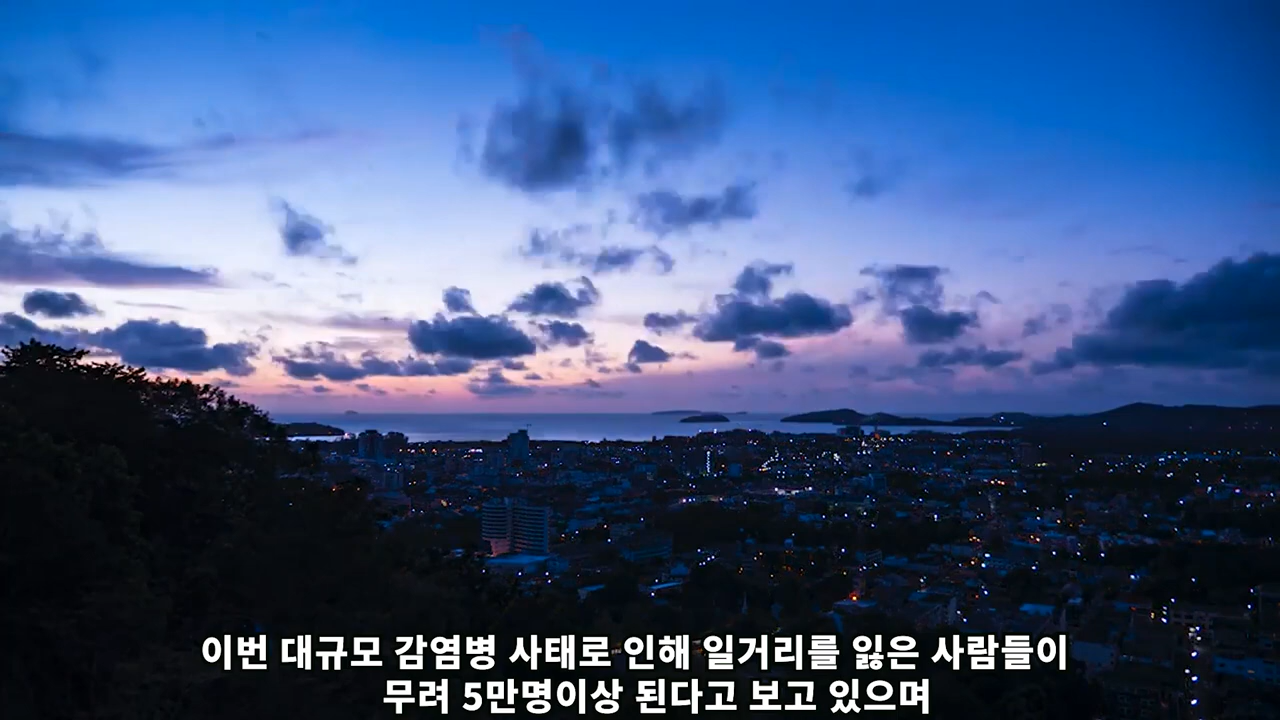 이번 대규모 감염병 사태로 인해 일거리를 잃은 사람들이
무려 5만명이상 된다고 보고 있으며